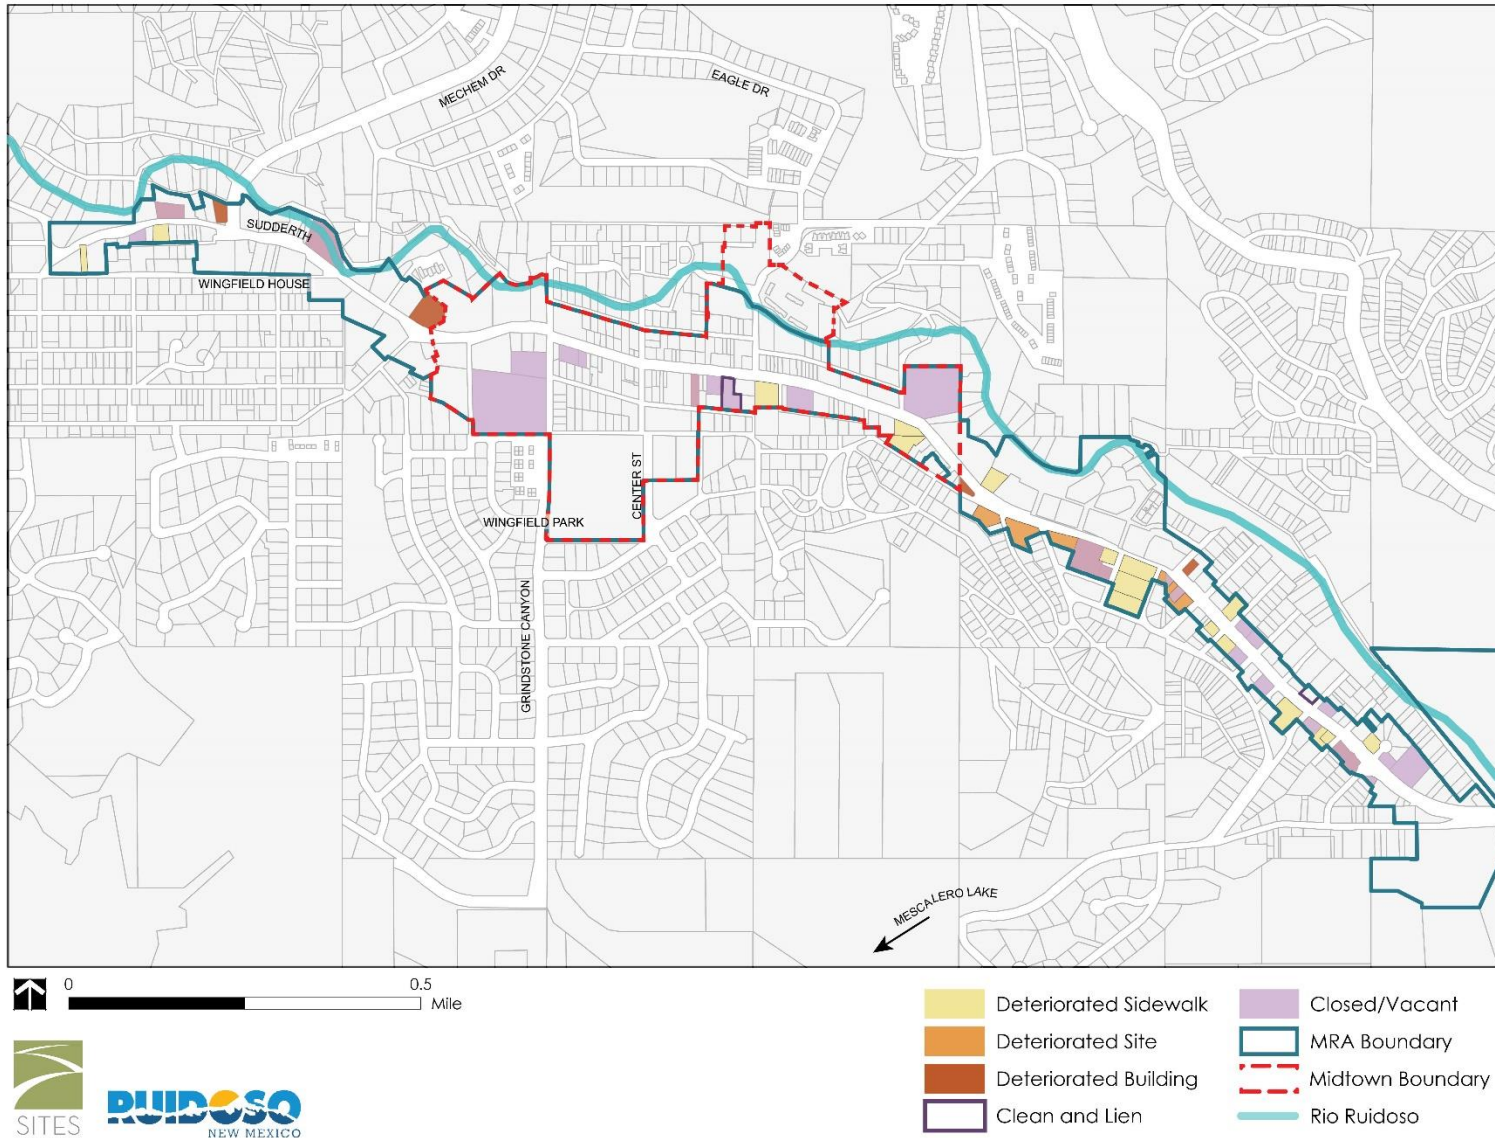 MECHEM DR
EAGLE DR
SUDDERTH
WINGFIELD HOUSE
CENTER ST
WINGFIELD PARK
GRINDSTONE CANYON
MESCALERO LAKE
0 0.5
Mile
Deteriorated Sidewalk
Deteriorated Site
Deteriorated Building
Clean and Lien
Closed/Vacant
MRA Boundary
Midtown Boundary
Rio Ruidoso
SITES
RUIDOSO
NEW MEXICO